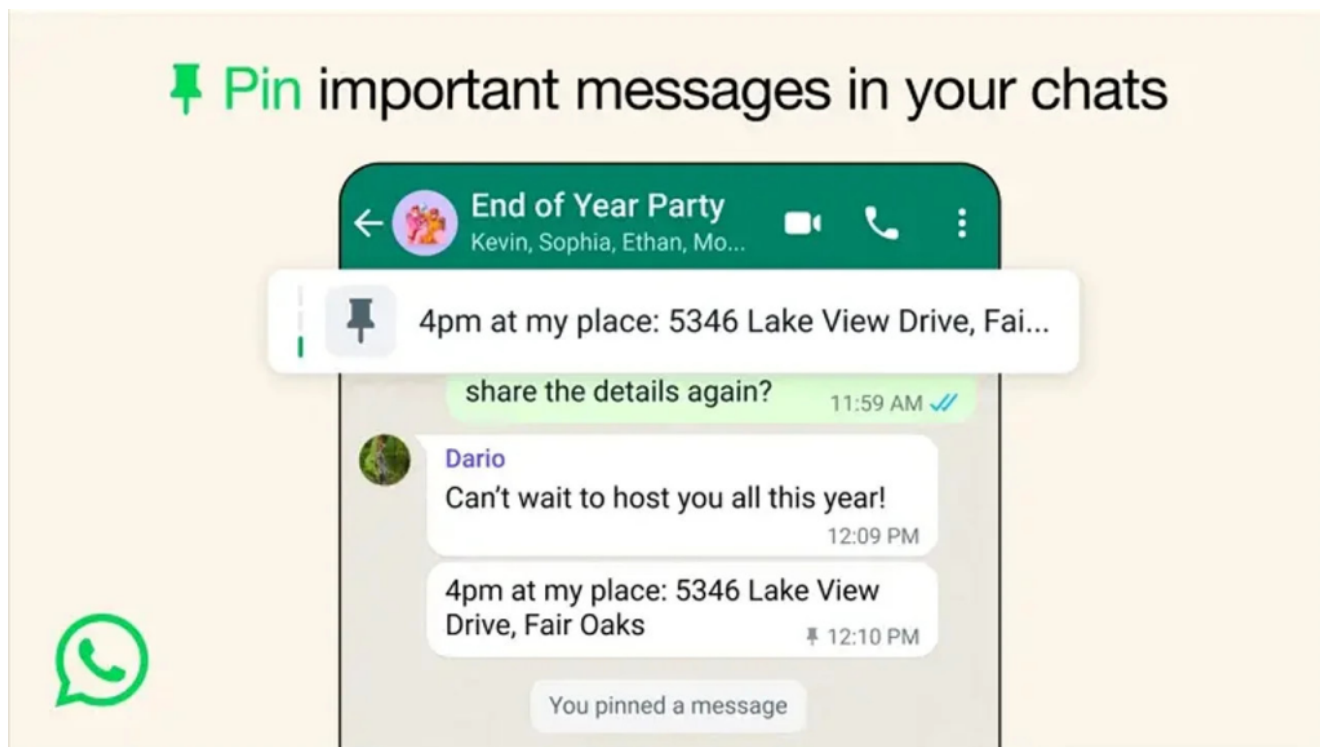 Pin important messages in your chats
End of Year Party
Kevin, Sophia, Ethan, Mo...
4pm at my place: 5346 Lake View Drive, Fai...
share the details again?
11:59 AM
Dario
Can’t wait to host you all this year!
12:09 PM
4pm at my place: 5346 Lake View
Drive, Fair Oaks
12:10 PM
You pinned a message